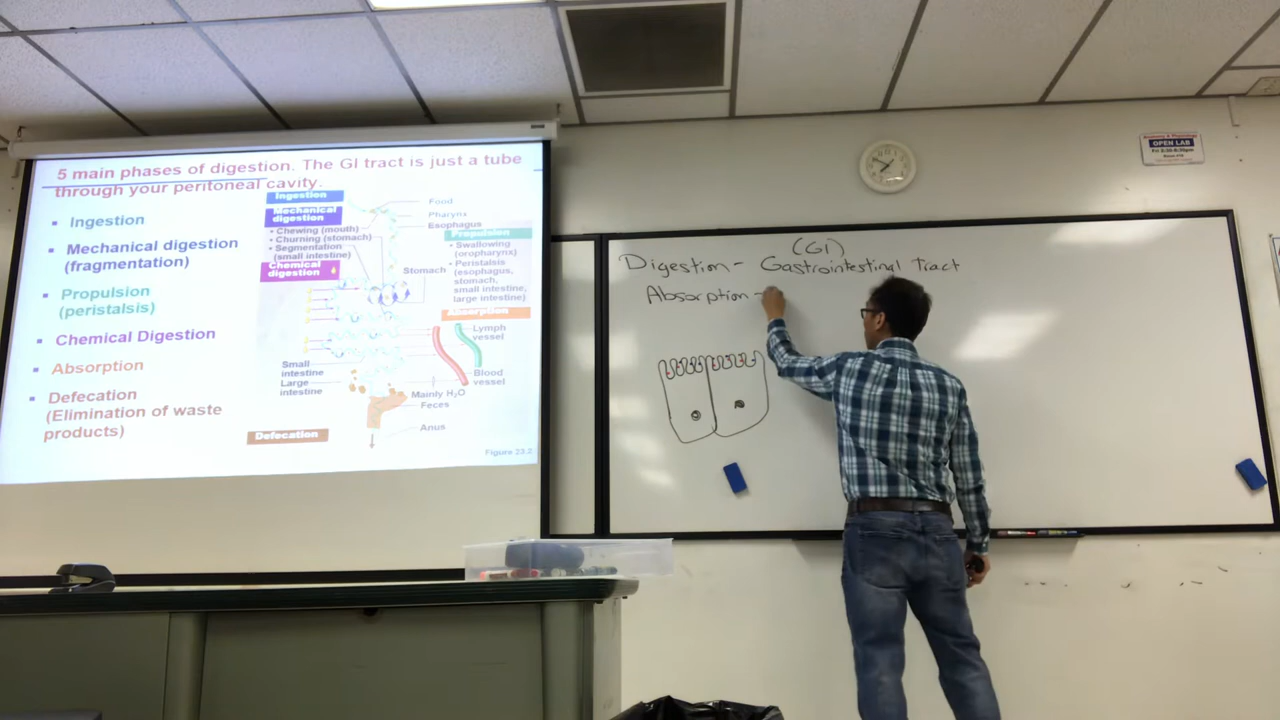 5 main phases of digestion. The GI tract is just a tube
through your peritoneal cavity.
▪ Ingestion
▪ Mechanical digestion
(fragmentation)
▪ Propulsion
(peristalsis)
▪ Chemical Digestion
▪ Absorption
▪ Defecation
(Elimination of waste
products)
Ingestion
Mechanical
digestion
• Chewing (mouth)
• Churning (stomach)
• Segmentation
(small intestine)
Chemical
digestion
Food
Pharynx
Esophagus
Propulsion
• Swallowing
(oropharynx)
• Peristalsis
(esophagus,
stomach,
small intestine,
large intestine)
Stomach
Absorption
Lymph
vessel
Small
intestine
Large
intestine
Blood
vessel
Mainly H₂O
Feces
Defecation
Anus
Figure 23.2
(GI)
Digestion - Gastrointestinal Tract
Absorption -
Anatomy & Physiology
OPEN LAB